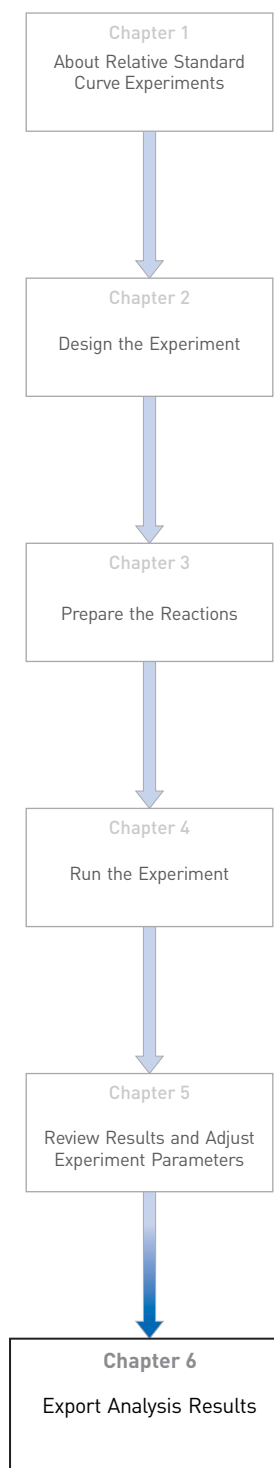 Chapter 1
About Relative Standard
Curve Experiments
Chapter 2
Design the Experiment
Chapter 3
Prepare the Reactions
Chapter 4
Run the Experiment
Chapter 5
Review Results and Adjust
Experiment Parameters
Chapter 6
Export Analysis Results